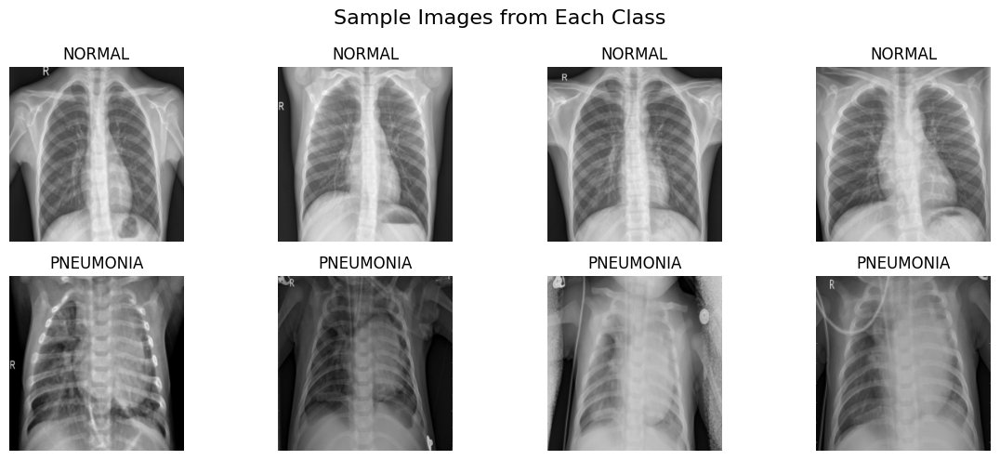 Sample Images from Each Class
NORMAL
NORMAL
NORMAL
NORMAL
R
R
R
PNEUMONIA
PNEUMONIA
PNEUMONIA
PNEUMONIA
R
R
R